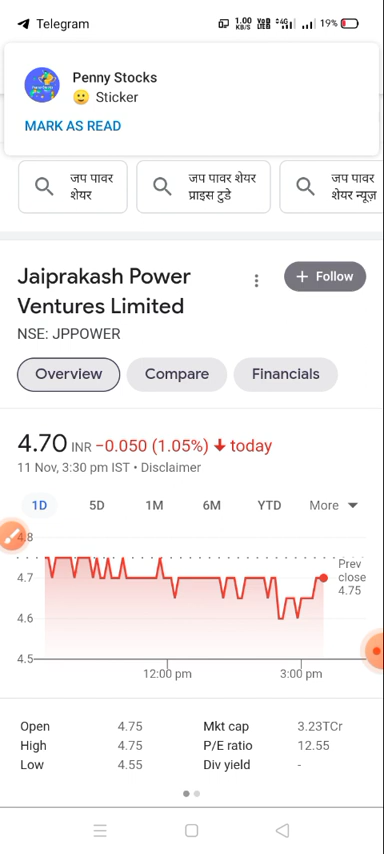 Telegram
1.00 KB/S VoB LTE 4G 19%
Penny Stocks
🙂 Sticker
MARK AS READ
जप पावर शेयर
जप पावर शेयर प्राइस टुडे
जप पावर शेयर न्यूज़
Jaiprakash Power
Ventures Limited
+ Follow
NSE: JPPOWER
Overview Compare Financials
4.70 INR −0.050 (1.05%) ↓ today
11 Nov, 3:30 pm IST • Disclaimer
1D 5D 1M 6M YTD More
4.8
4.7
4.6
4.5
Prev
close
4.75
12:00 pm 3:00 pm
Open 4.75 Mkt cap 3.23TCr
High 4.75 P/E ratio 12.55
Low 4.55 Div yield -